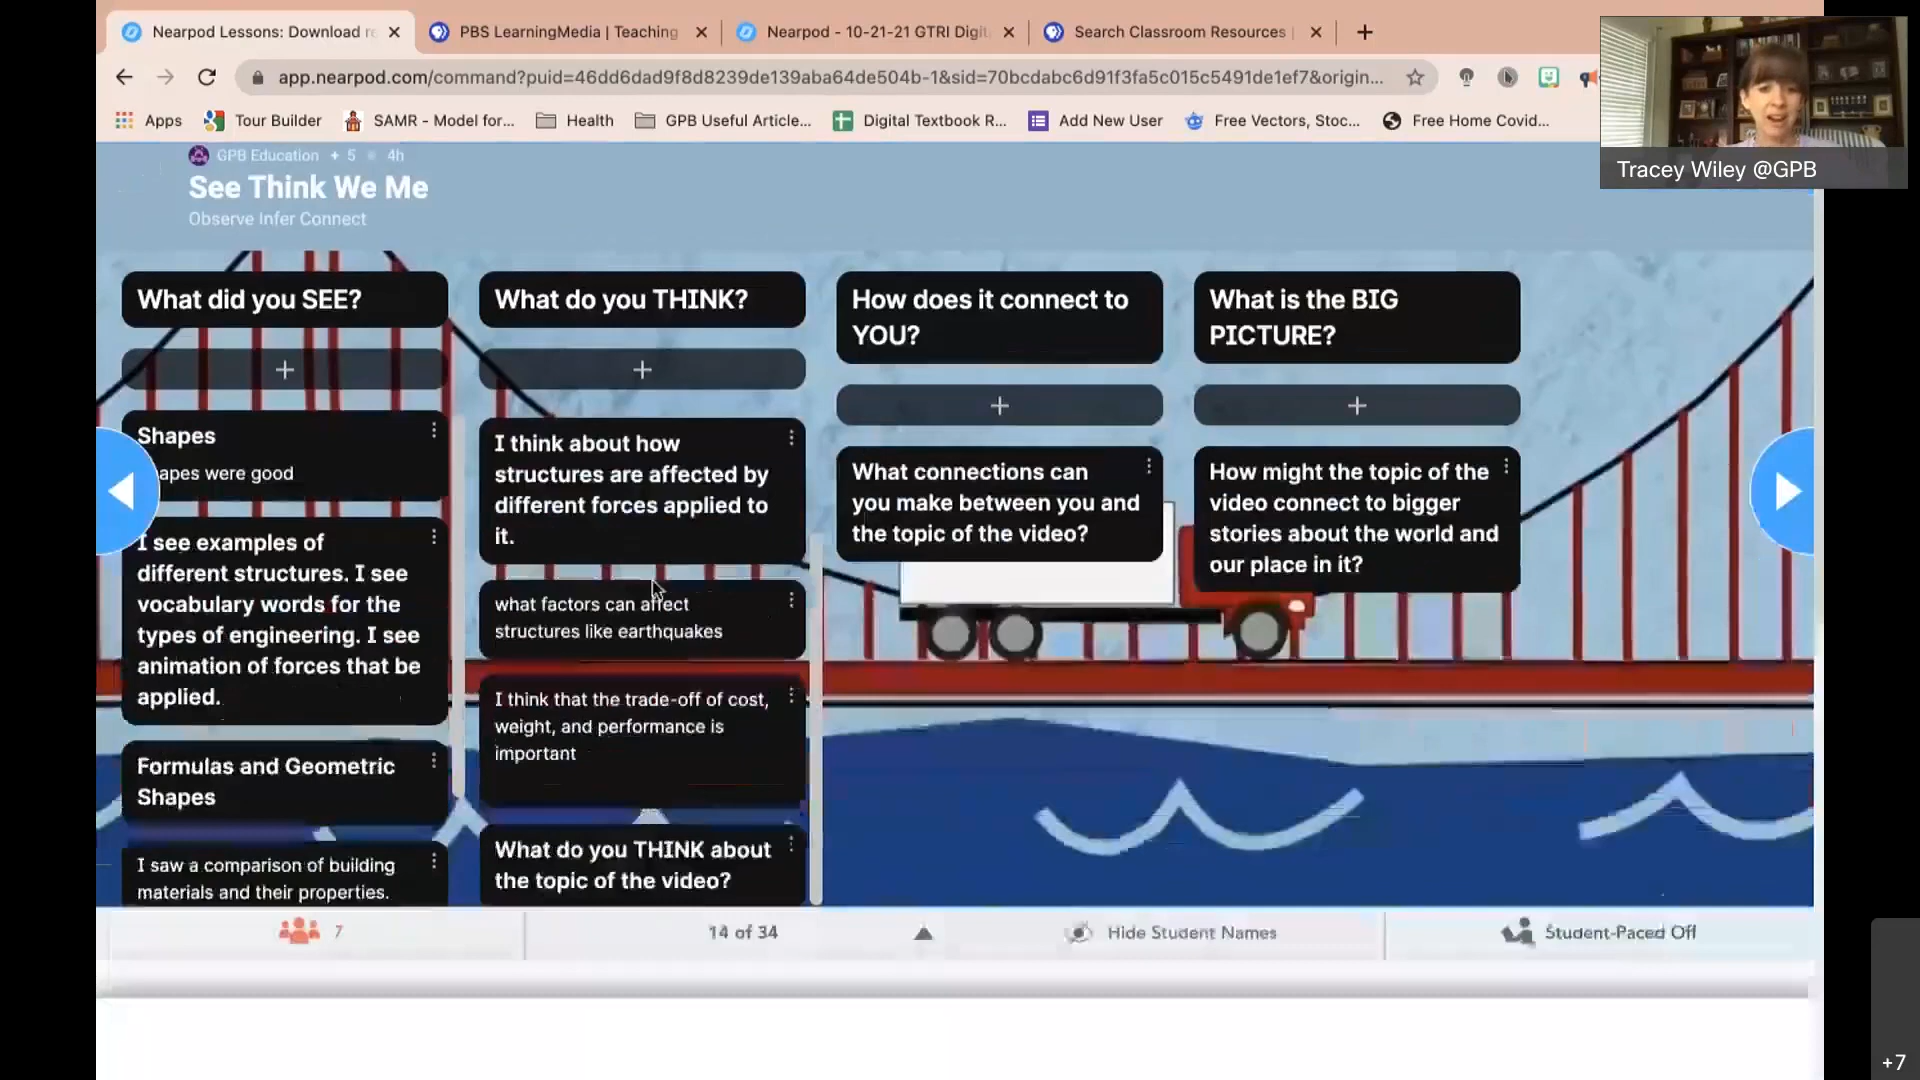 Nearpod Lessons: Download r
PBS LearningMedia | Teaching
Nearpod - 10-21-21 GTRI Digit
Search Classroom Resources |
app.nearpod.com/command?puid=46dd6dad9f8d8239de139aba64de504b-1&sid=70bcdabc6d91f3fa5c015c5491de1ef7&origin...
Apps
Tour Builder
SAMR - Model for...
Health
GPB Useful Article...
Digital Textbook R...
Add New User
Free Vectors, Stoc...
Free Home Covid...
Tracey Wiley @GPB
GPB Education + 5 4h
See Think We Me
Observe Infer Connect
What did you SEE?
+
Shapes
apes were good
I see examples of
different structures. I see
vocabulary words for the
types of engineering. I see
animation of forces that be
applied.
Formulas and Geometric
Shapes
I saw a comparison of building
materials and their properties.
What do you THINK?
+
I think about how
structures are affected by
different forces applied to
it.
what factors can affect
structures like earthquakes
I think that the trade-off of cost,
weight, and performance is
important
What do you THINK about
the topic of the video?
How does it connect to
YOU?
+
What connections can
you make between you and
the topic of the video?
What is the BIG
PICTURE?
+
How might the topic of the
video connect to bigger
stories about the world and
our place in it?
7
14 of 34
Hide Student Names
Student-Paced Off
+7